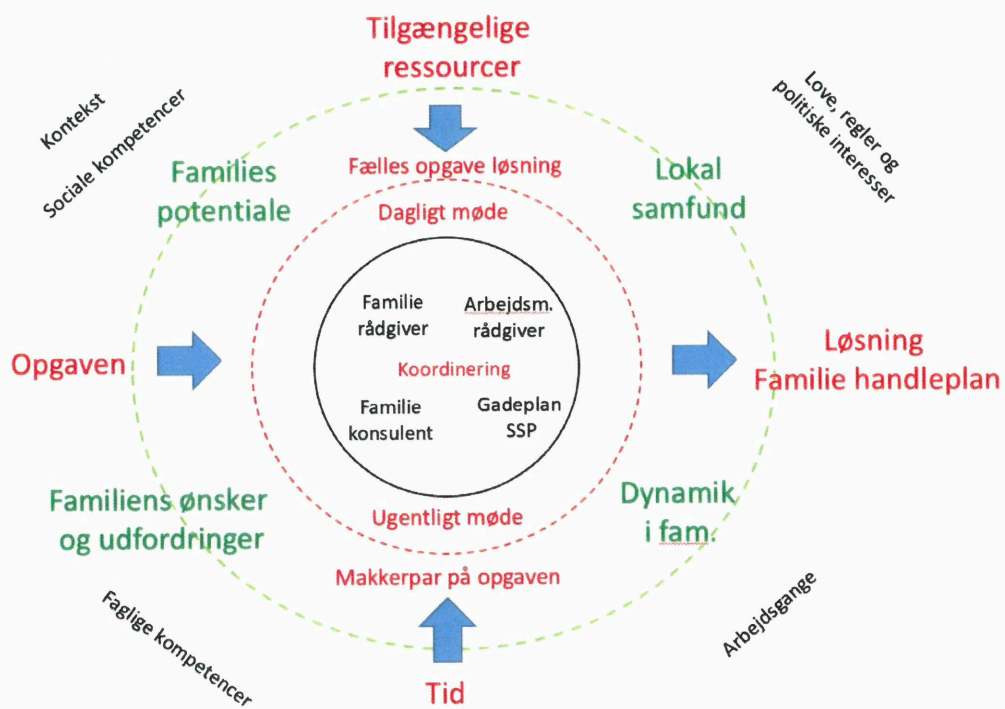 Tilgængelige
ressourcer
Kontekst
Sociale kompetencer
Love, regler og
politiske interesser
Fælles opgave løsning
Families
potentiale
Lokal
samfund
Dagligt møde
Familie
rådgiver
Arbejdsm.
rådgiver
Opgaven
Koordinering
Løsning
Familie handleplan
Familie
konsulent
Gadeplan
SSP
Familiens ønsker
og udfordringer
Ugentligt møde
Dynamik
i fam.
Makkerpar på opgaven
Faglige kompetencer
Arbejdsgange
Tid